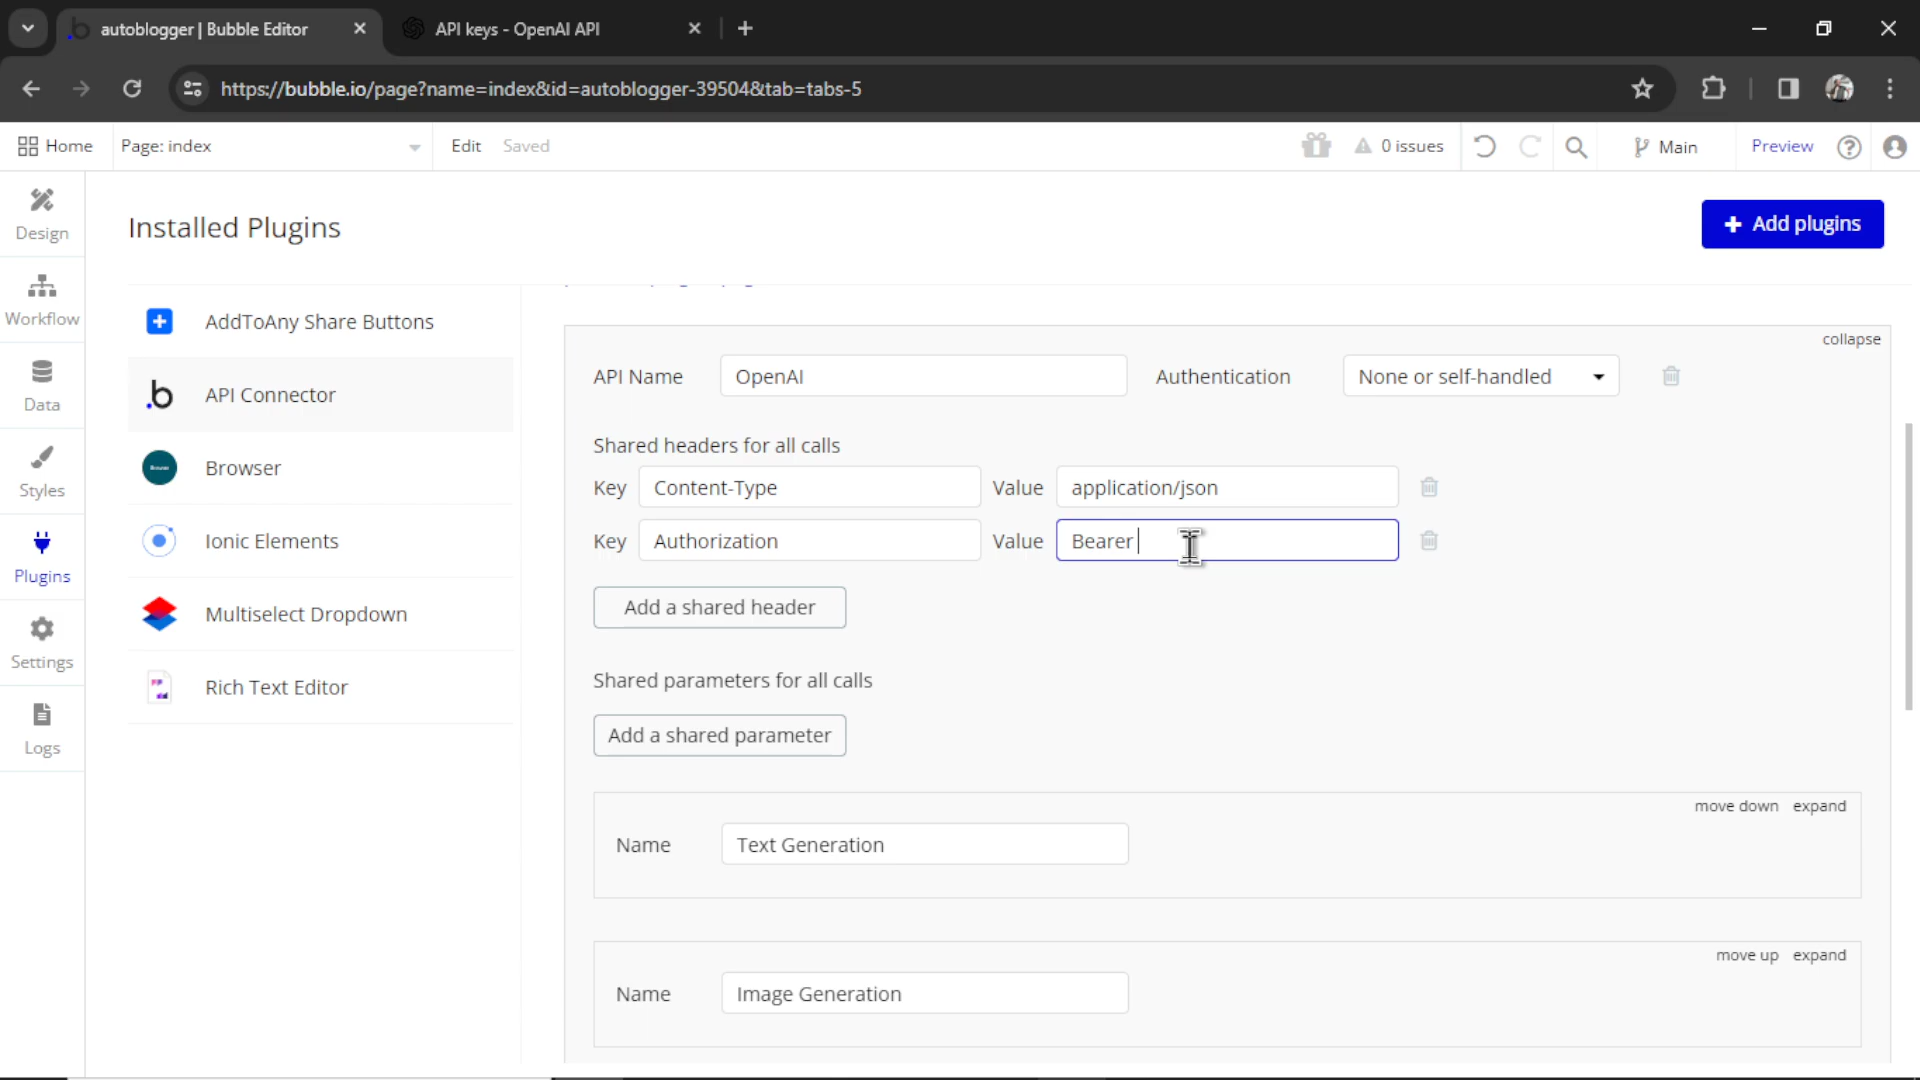 autoblogger | Bubble Editor
API keys - OpenAI API
https://bubble.io/page?name=index&id=autoblogger-39504&tab=tabs-5
Home
Page: index
Edit
Saved
0 issues
Main
Preview
Design
Workflow
Data
Styles
Plugins
Settings
Logs
Installed Plugins
Add plugins
AddToAny Share Buttons
API Connector
Browser
Ionic Elements
Multiselect Dropdown
Rich Text Editor
collapse
API Name OpenAI Authentication None or self-handled
Shared headers for all calls
Key Content-Type Value application/json
Key Authorization Value Bearer
Add a shared header
Shared parameters for all calls
Add a shared parameter
move down expand
Name Text Generation
move up expand
Name Image Generation